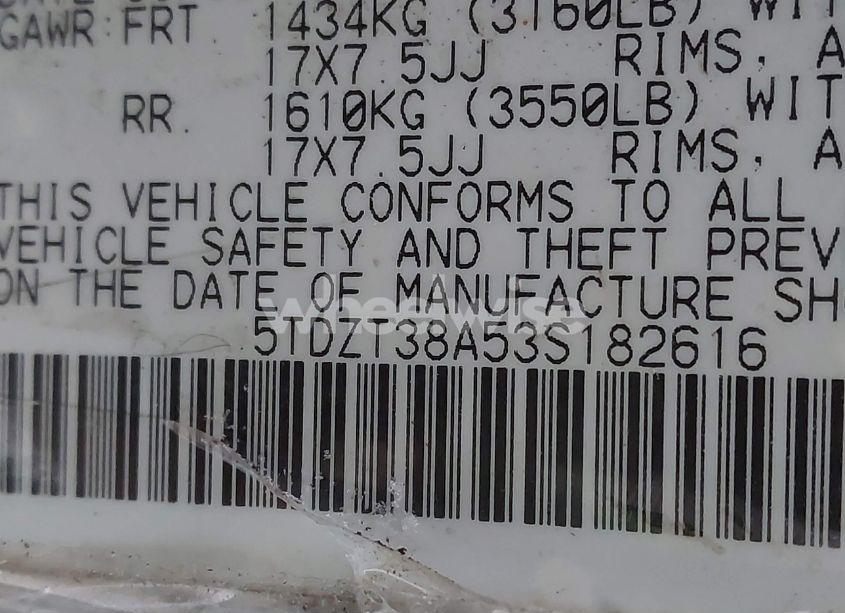 GAWR:FRT. 1434KG (3160LB) WIT
17X7.5JJ RIMS, A
RR. 1610KG (3550LB) WIT
17X7.5JJ RIMS, A
THIS VEHICLE CONFORMS TO ALL
VEHICLE SAFETY AND THEFT PREV
ON THE DATE OF MANUFACTURE SH
wheelwise
5TDZT38A53S182616